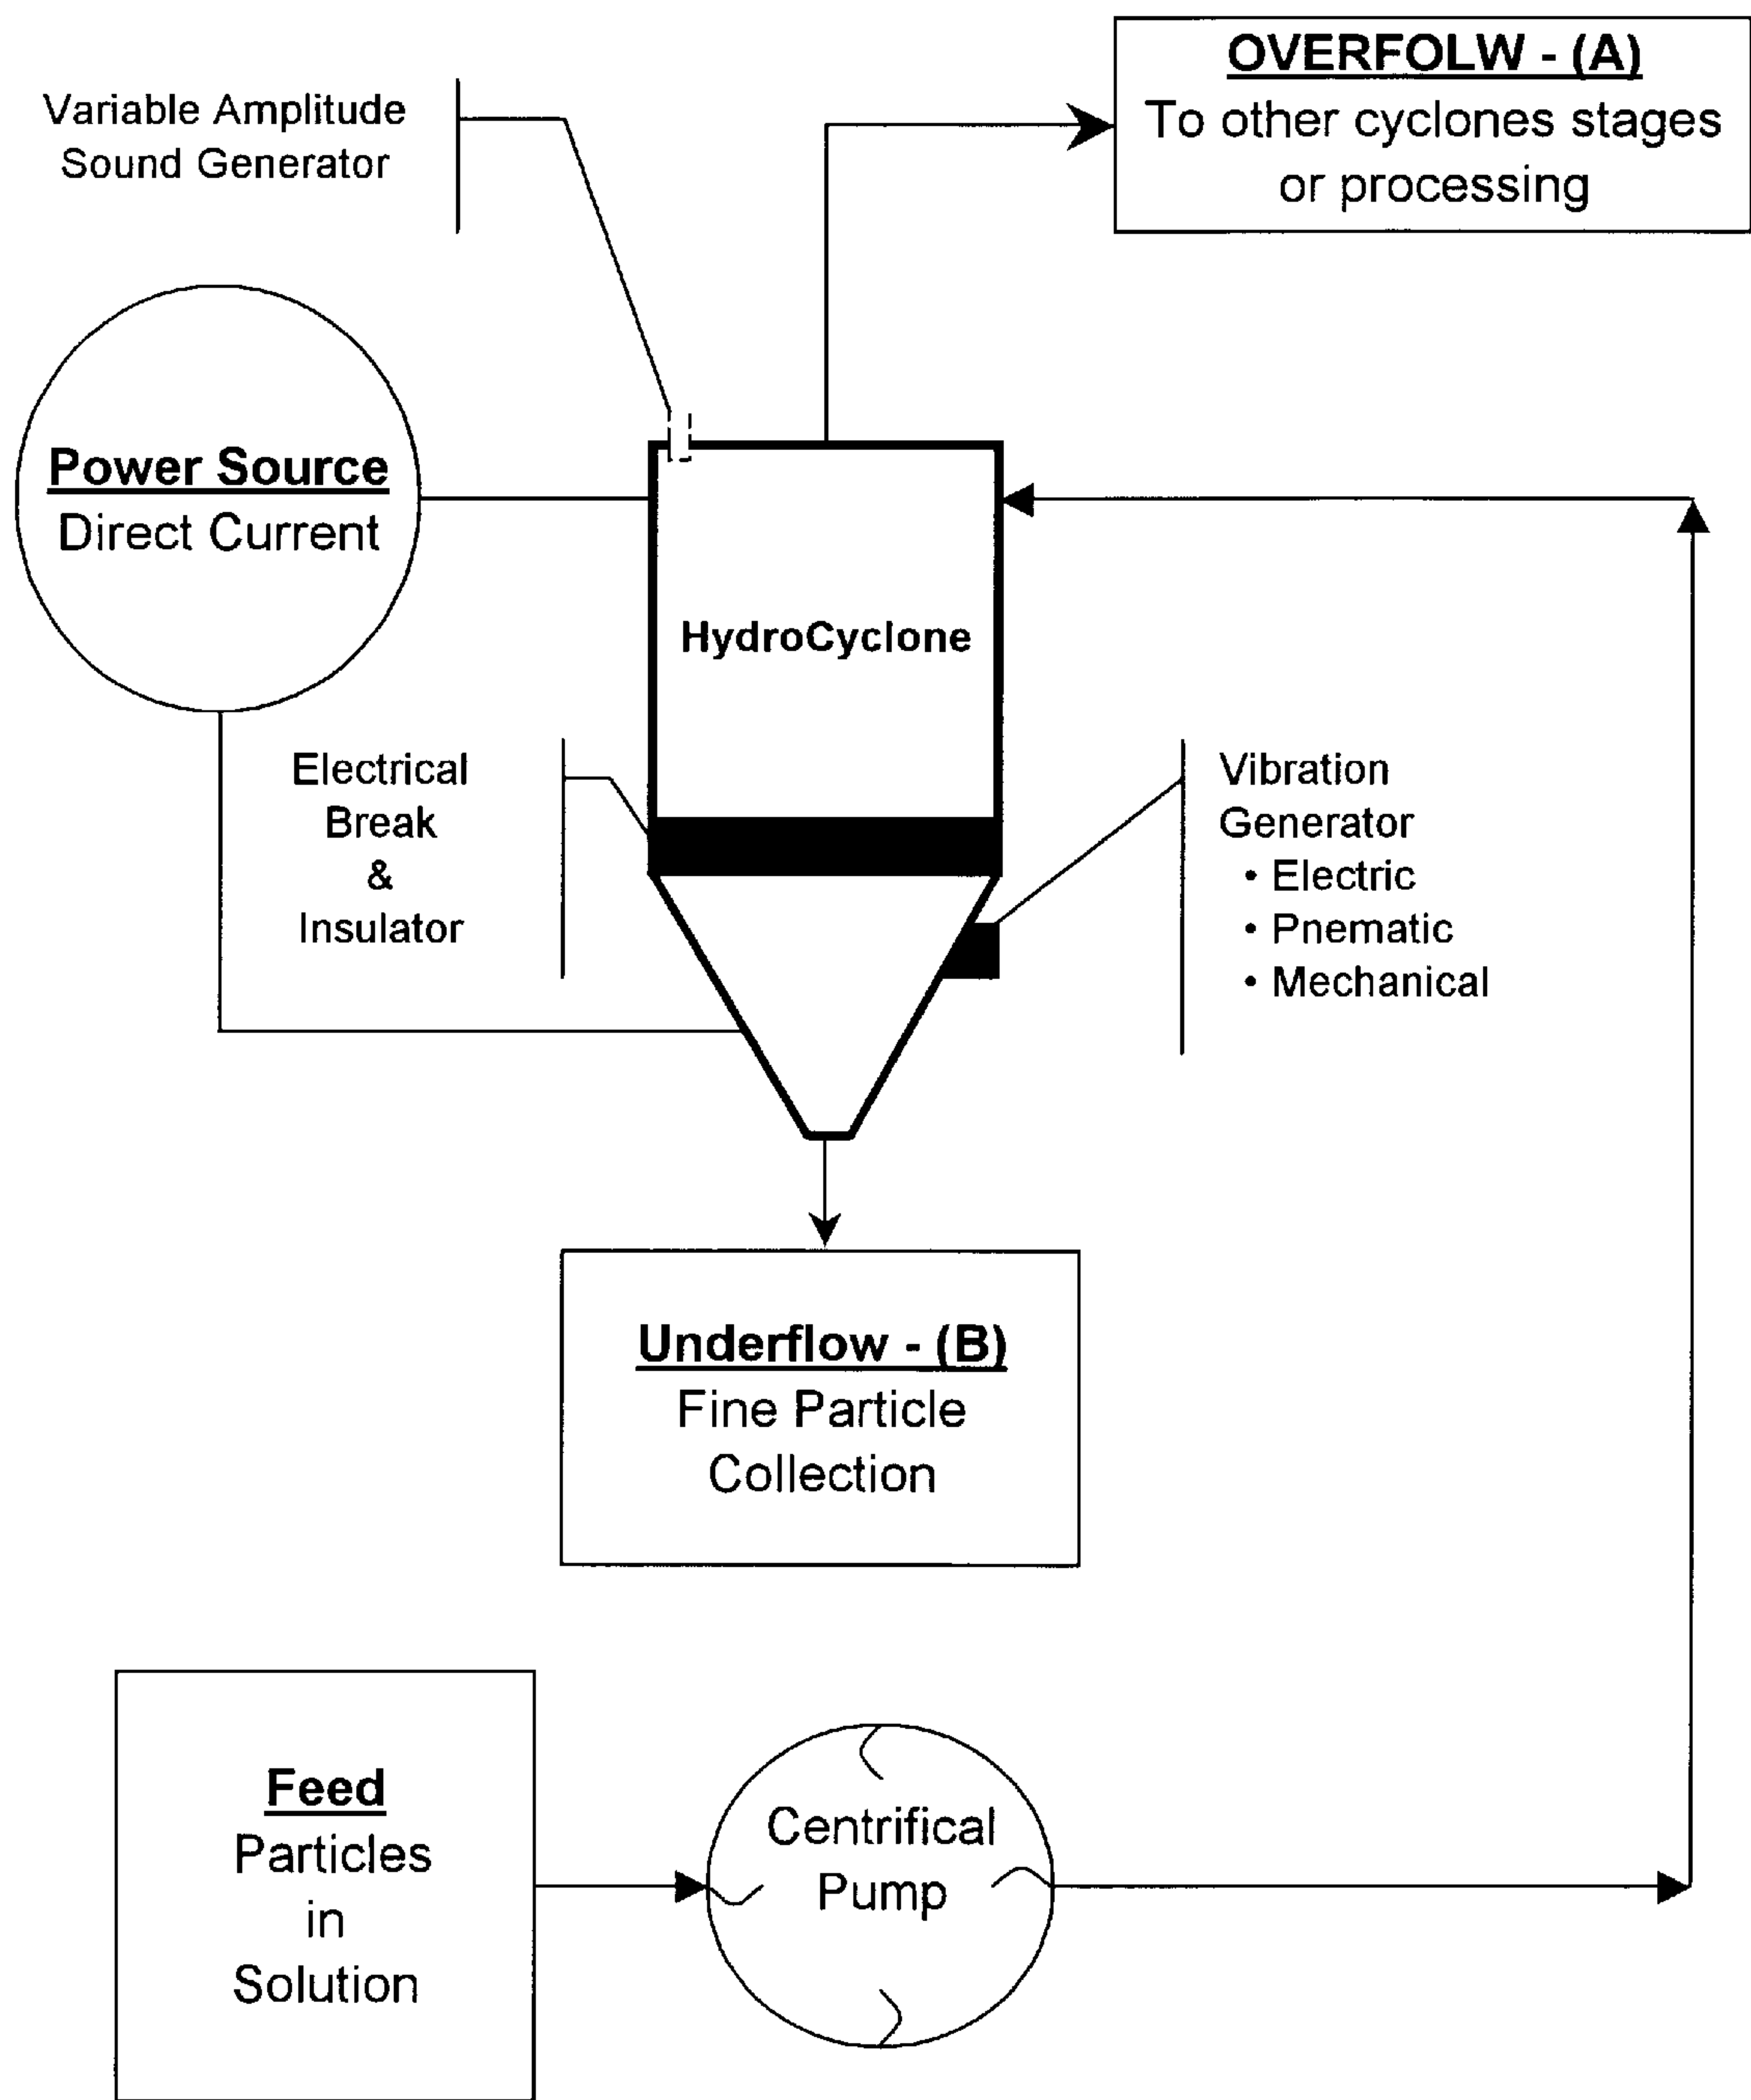 OVERFOLW - (A)
To other cyclones stages
or processing
Variable Amplitude
Sound Generator
Power Source
Direct Current
HydroCyclone
Electrical
Break
&
Insulator
Vibration
Generator
• Electric
• Pnematic
• Mechanical
Underflow - (B)
Fine Particle
Collection
Feed
Particles
in
Solution
Centrifical
Pump